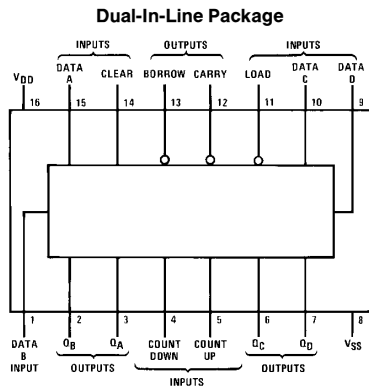 Dual-In-Line Package
INPUTS OUTPUTS INPUTS
VDD DATA A CLEAR BORROW CARRY LOAD DATA C DATA D
16 15 14 13 12 11 10 9
1 2 3 4 5 6 7 8
DATA B INPUT QB QA COUNT DOWN COUNT UP QC QD VSS
OUTPUTS INPUTS OUTPUTS